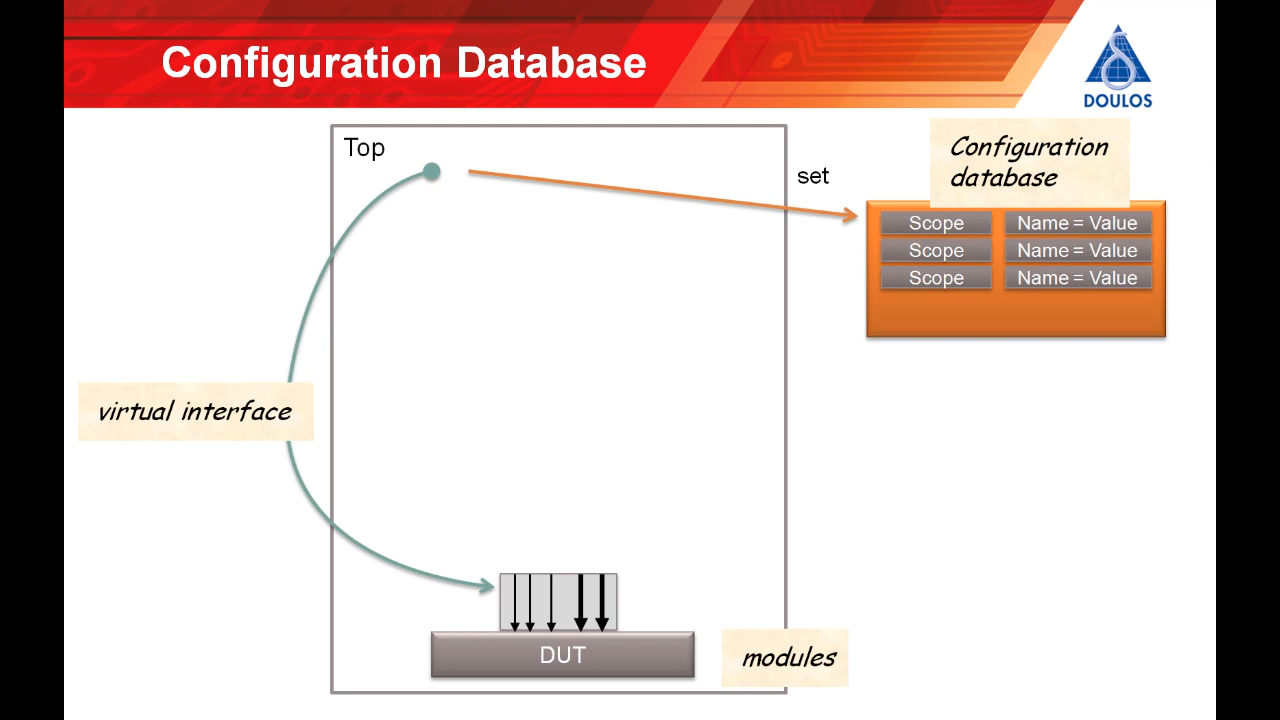 Configuration Database
DOULOS
Top
set
Configuration
database
Scope Name = Value
Scope Name = Value
Scope Name = Value
virtual interface
DUT
modules